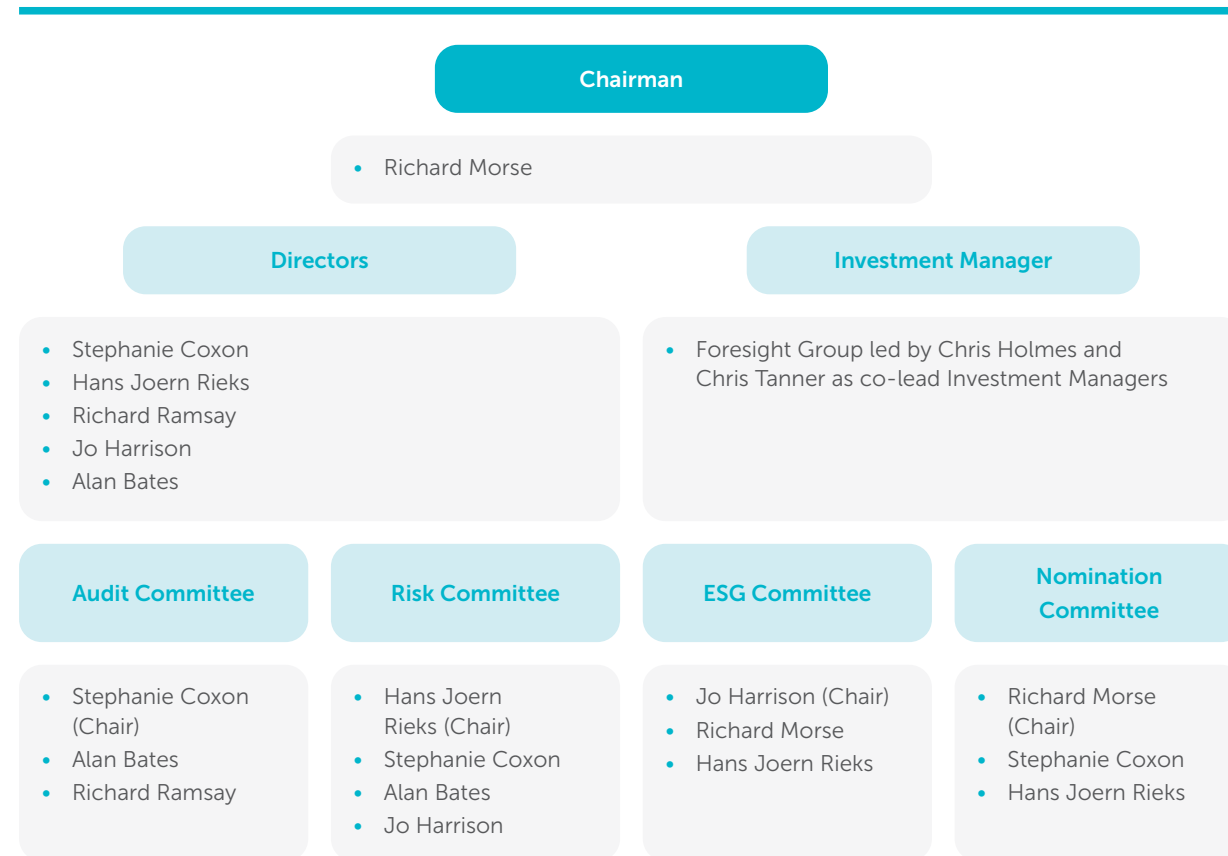 Chairman
• Richard Morse
Directors
• Stephanie Coxon
• Hans Joern Rieks
• Richard Ramsay
• Jo Harrison
• Alan Bates
Investment Manager
• Foresight Group led by Chris Holmes and
Chris Tanner as co-lead Investment Managers
Audit Committee
• Stephanie Coxon
(Chair)
• Alan Bates
• Richard Ramsay
Risk Committee
• Hans Joern
Rieks (Chair)
• Stephanie Coxon
• Alan Bates
• Jo Harrison
ESG Committee
• Jo Harrison (Chair)
• Richard Morse
• Hans Joern Rieks
Nomination
Committee
• Richard Morse
(Chair)
• Stephanie Coxon
• Hans Joern Rieks